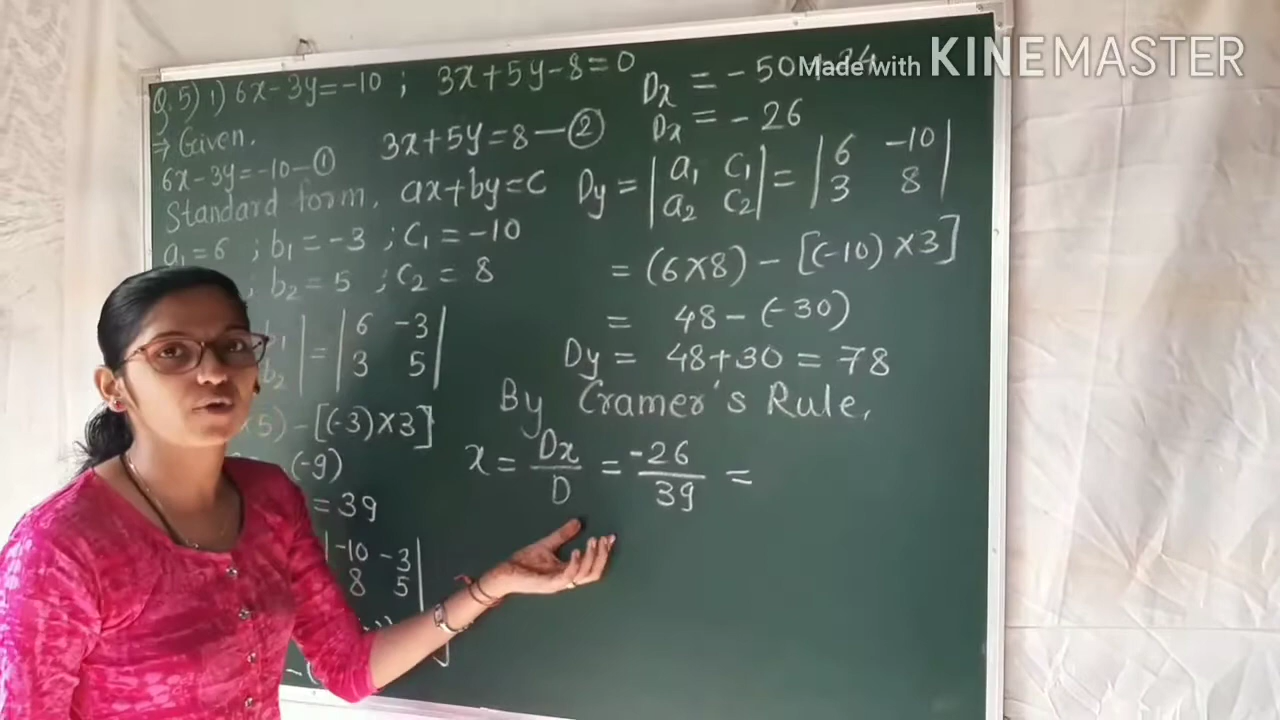 Made with KINEMASTER
Q.5) 1) 6x-3y=-10 ; 3x+5y-8=0
⇒ Given,
6x-3y=-10-①
3x+5y=8-②
Standard form, ax+by=c
a₁=6 ; b₁=-3 ; c₁=-10
; b₂=5 ; c₂=8
b₁| = |6 -3|
b₂| |3 5|
×5)-[(-3)×3]
(-9)
=39
|-10 -3|
8 5|
Dx = -50+24
Dx = -26
Dy = |a₁ c₁| = |6 -10|
|a₂ c₂| |3 8|
= (6×8) - [(-10)×3]
= 48-(-30)
Dy = 48+30 = 78
By Cramer's Rule,
x = Dx/D = -26/39 =